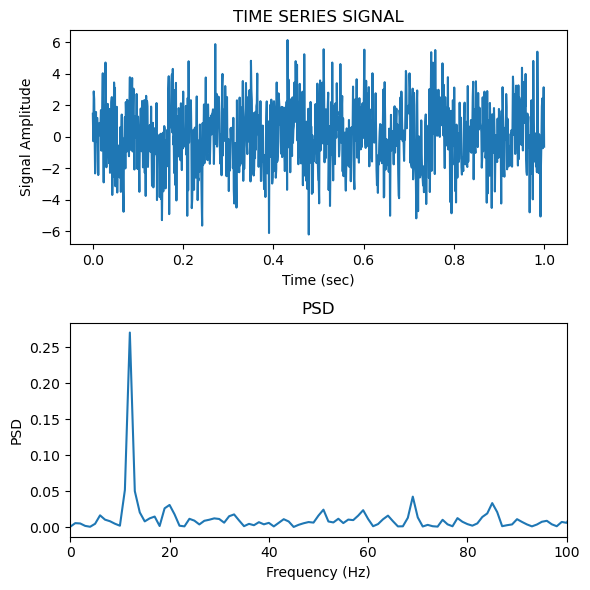 TIME SERIES SIGNAL
6
4
2
0
−2
−4
−6
Signal Amplitude
0.0 0.2 0.4 0.6 0.8 1.0
Time (sec)
PSD
0.25
0.20
0.15
0.10
0.05
0.00
PSD
0 20 40 60 80 100
Frequency (Hz)